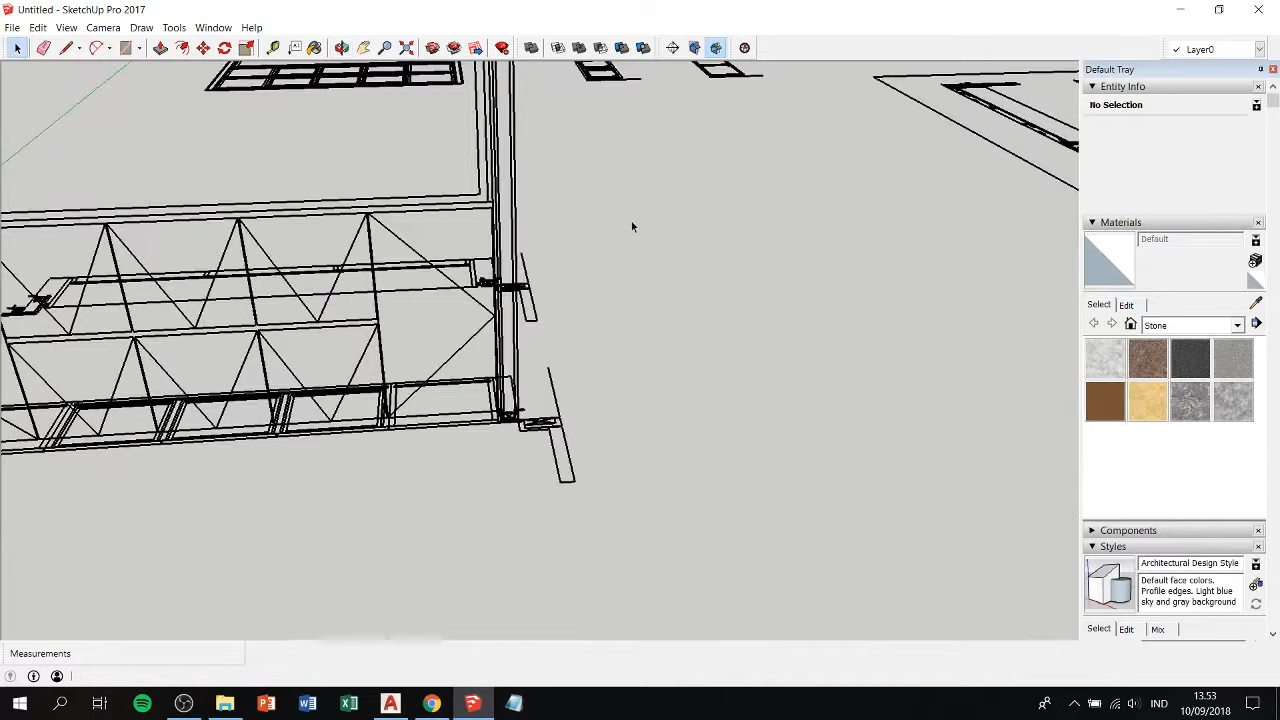 Untitled - SketchUp Pro 2017
File Edit View Camera Draw Tools Window Help
Layer0
Default Tray
Entity Info
No Selection
Materials
Default
Select Edit
Stone
Components
Styles
Architectural Design Style
Default face colors.
Profile edges. Light blue
sky and gray background
Select Edit Mix
Measurements
IND
13.53
10/09/2018